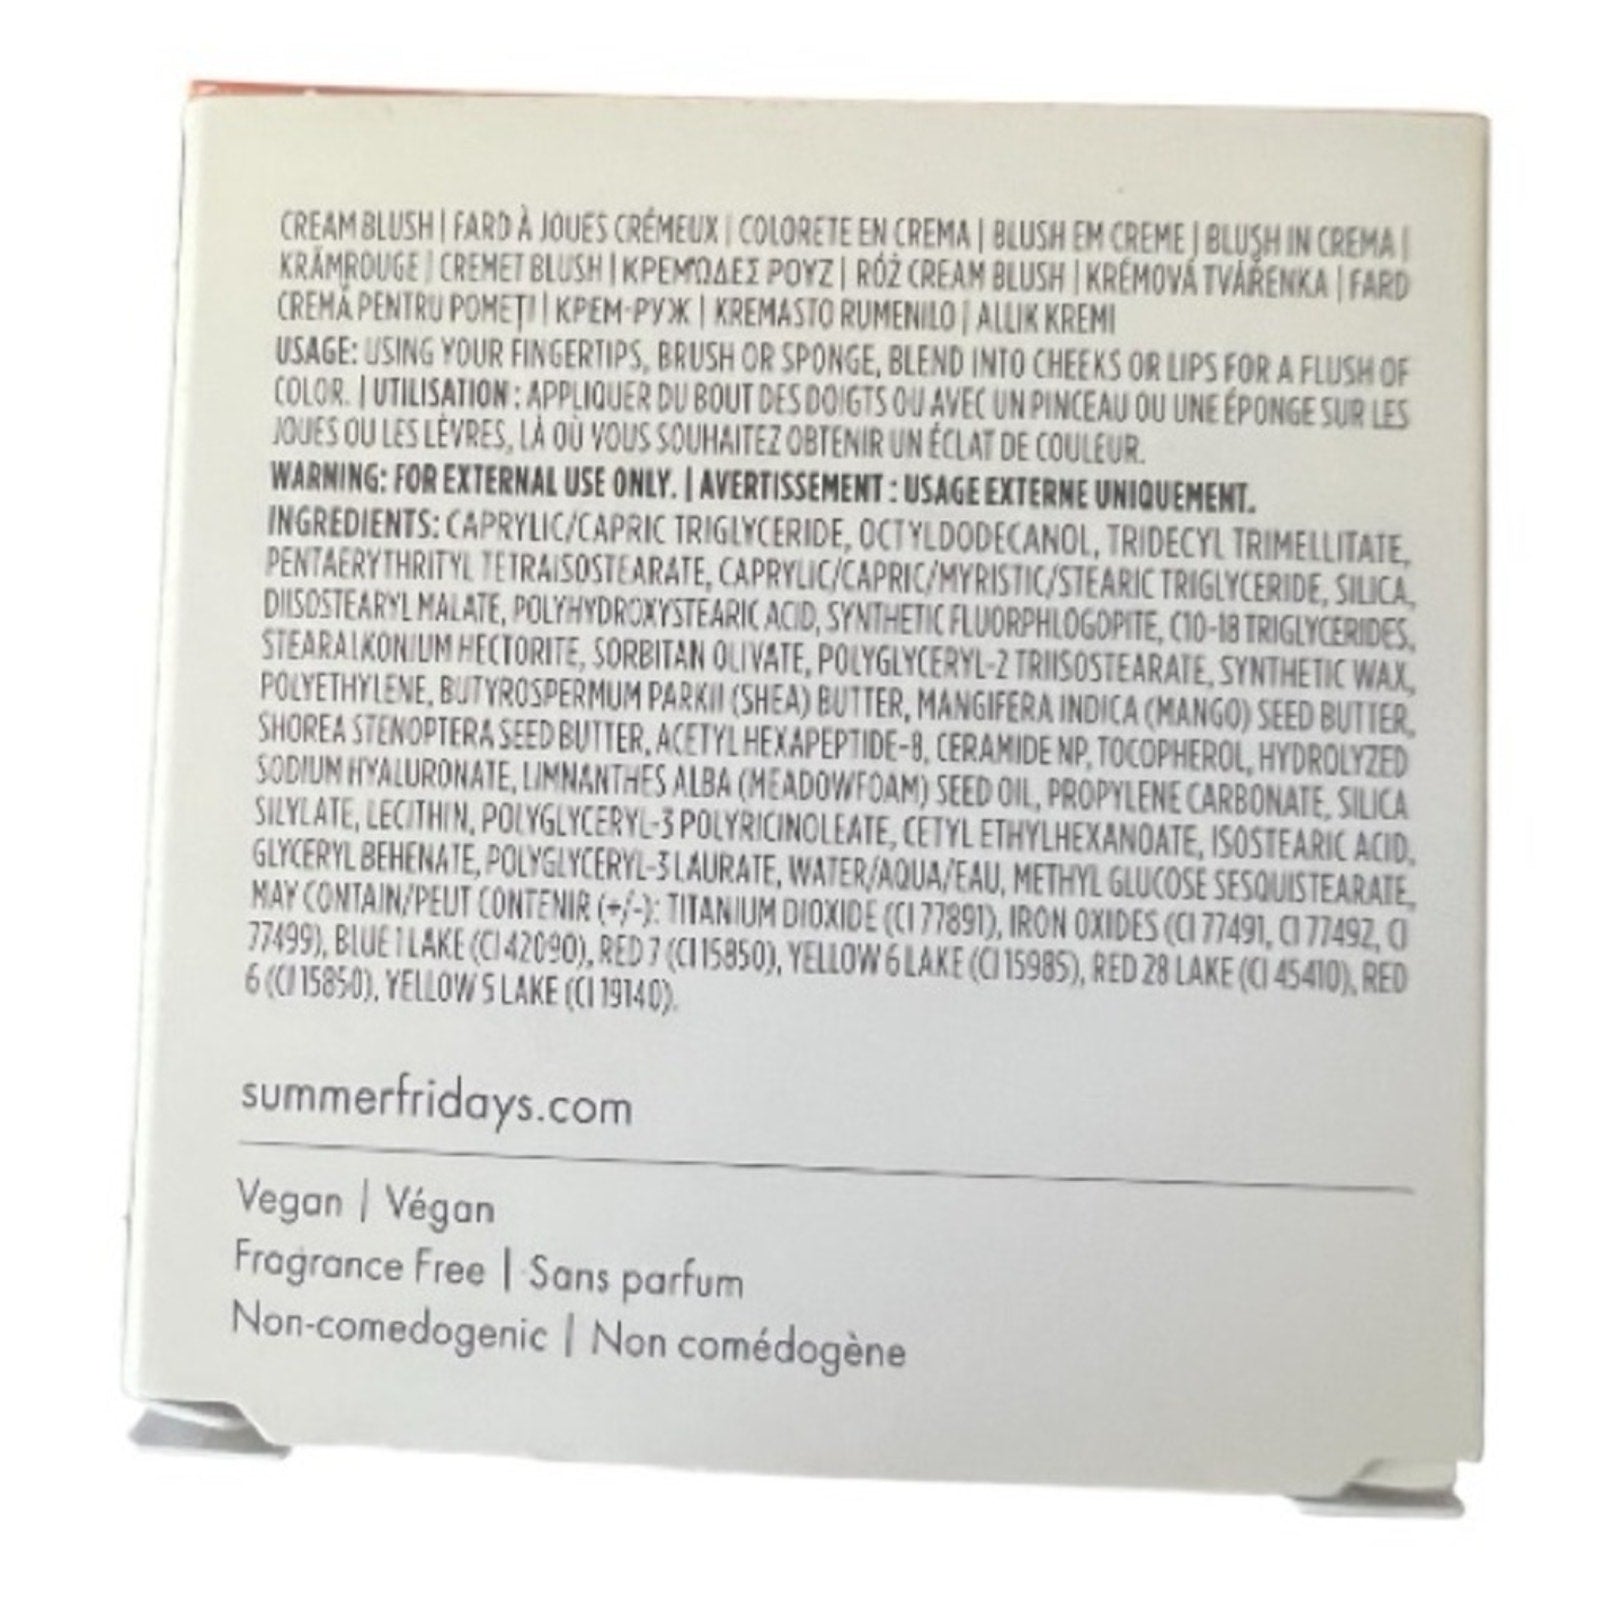 CREAM BLUSH | FARD À JOUES CRÉMEUX | COLORETE EN CREMA | BLUSH EM CREME | BLUSH IN CREMA |
KRÄMROUGE | CREMET BLUSH | ΚΡΕΜΏΔΕΣ ΡΟΥΖ | RÓŻ CREAM BLUSH | KRÉMOVÁ TVÁŘENKA | FARD
CREMĂ PENTRU POMEȚI | КРЕМ-РУЖ | KREMASTO RUMENILO | ALLIK KREMI
USAGE: USING YOUR FINGERTIPS, BRUSH OR SPONGE, BLEND INTO CHEEKS OR LIPS FOR A FLUSH OF
COLOR. | UTILISATION : APPLIQUER DU BOUT DES DOIGTS OU AVEC UN PINCEAU OU UNE ÉPONGE SUR LES
JOUES OU LES LÈVRES, LÀ OÙ VOUS SOUHAITEZ OBTENIR UN ÉCLAT DE COULEUR.
WARNING: FOR EXTERNAL USE ONLY. | AVERTISSEMENT : USAGE EXTERNE UNIQUEMENT.
INGREDIENTS: CAPRYLIC/CAPRIC TRIGLYCERIDE, OCTYLDODECANOL, TRIDECYL TRIMELLITATE,
PENTAERYTHRITYL TETRAISOSTEARATE, CAPRYLIC/CAPRIC/MYRISTIC/STEARIC TRIGLYCERIDE, SILICA,
DIISOSTEARYL MALATE, POLYHYDROXYSTEARIC ACID, SYNTHETIC FLUORPHLOGOPITE, C10-18 TRIGLYCERIDES,
STEARALKONIUM HECTORITE, SORBITAN OLIVATE, POLYGLYCERYL-2 TRIISOSTEARATE, SYNTHETIC WAX,
POLYETHYLENE, BUTYROSPERMUM PARKII (SHEA) BUTTER, MANGIFERA INDICA (MANGO) SEED BUTTER,
SHOREA STENOPTERA SEED BUTTER, ACETYL HEXAPEPTIDE-8, CERAMIDE NP, TOCOPHEROL, HYDROLYZED
SODIUM HYALURONATE, LIMNANTHES ALBA (MEADOWFOAM) SEED OIL, PROPYLENE CARBONATE, SILICA
SILYLATE, LECITHIN, POLYGLYCERYL-3 POLYRICINOLEATE, CETYL ETHYLHEXANOATE, ISOSTEARIC ACID,
GLYCERYL BEHENATE, POLYGLYCERYL-3 LAURATE, WATER/AQUA/EAU, METHYL GLUCOSE SESQUISTEARATE,
MAY CONTAIN/PEUT CONTENIR (+/-): TITANIUM DIOXIDE (CI 77891), IRON OXIDES (CI 77491, CI 77492, CI
77499), BLUE 1 LAKE (CI 42090), RED 7 (CI 15850), YELLOW 6 LAKE (CI 15985), RED 28 LAKE (CI 45410), RED
6 (CI 15850), YELLOW 5 LAKE (CI 19140).
summerfridays.com
Vegan | Végan
Fragrance Free | Sans parfum
Non-comedogenic | Non comédogène